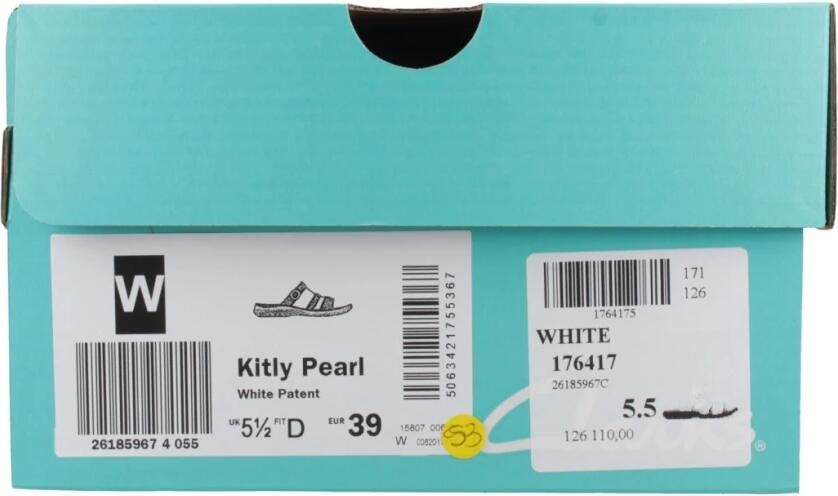 W
26185967 4 055
Kitly Pearl
White Patent
UK 5½ FIT D EUR 39
5063421755367
15807
W
53
171
126
1764175
WHITE
176417
26185967C
5.5
126 110,00
Clarks®